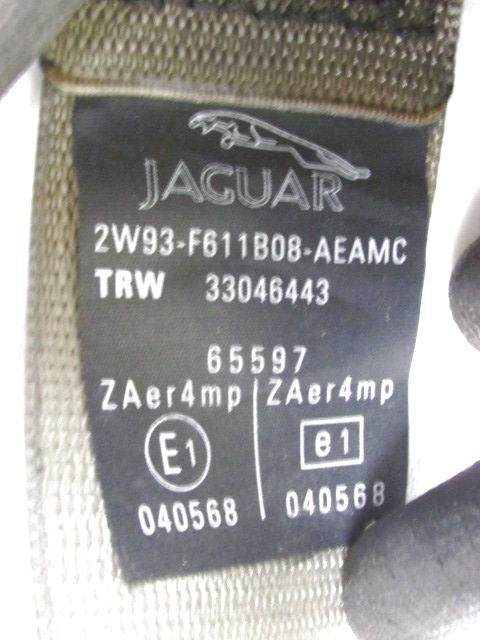 JAGUAR
2W93-F611B08-AEAMC
TRW 33046443
65597
ZAer4mp ZAer4mp
E1 e1
040568 040568